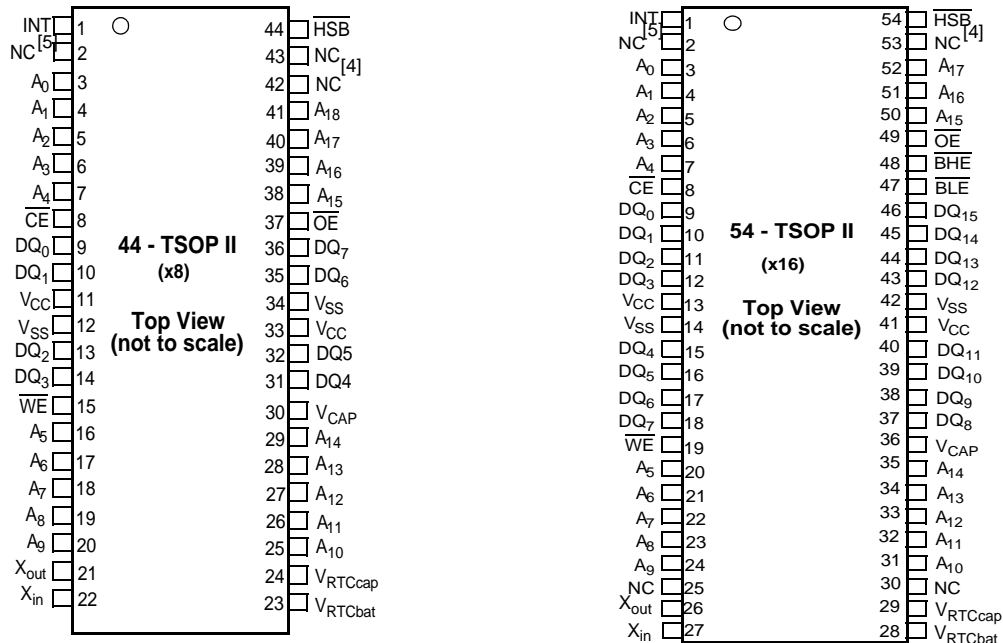 INT 1 44 HSB
NC[5] 2 43 NC[4]
A0 3 42 NC
A1 4 41 A18
A2 5 40 A17
A3 6 39 A16
A4 7 38 A15
CE 8 37 OE
DQ0 9 36 DQ7
DQ1 10 35 DQ6
VCC 11 34 VSS
VSS 12 33 VCC
DQ2 13 32 DQ5
DQ3 14 31 DQ4
WE 15 30 VCAP
A5 16 29 A14
A6 17 28 A13
A7 18 27 A12
A8 19 26 A11
A9 20 25 A10
Xout 21 24 VRTCcap
Xin 22 23 VRTCbat
44 - TSOP II
(x8)
Top View
(not to scale)
INT 1 54 HSB
NC[5] 2 53 NC[4]
A0 3 52 A17
A1 4 51 A16
A2 5 50 A15
A3 6 49 OE
A4 7 48 BHE
CE 8 47 BLE
DQ0 9 46 DQ15
DQ1 10 45 DQ14
DQ2 11 44 DQ13
DQ3 12 43 DQ12
VCC 13 42 VSS
VSS 14 41 VCC
DQ4 15 40 DQ11
DQ5 16 39 DQ10
DQ6 17 38 DQ9
DQ7 18 37 DQ8
WE 19 36 VCAP
A5 20 35 A14
A6 21 34 A13
A7 22 33 A12
A8 23 32 A11
A9 24 31 A10
NC 25 30 NC
Xout 26 29 VRTCcap
Xin 27 28 VRTCbat
54 - TSOP II
(x16)
Top View
(not to scale)